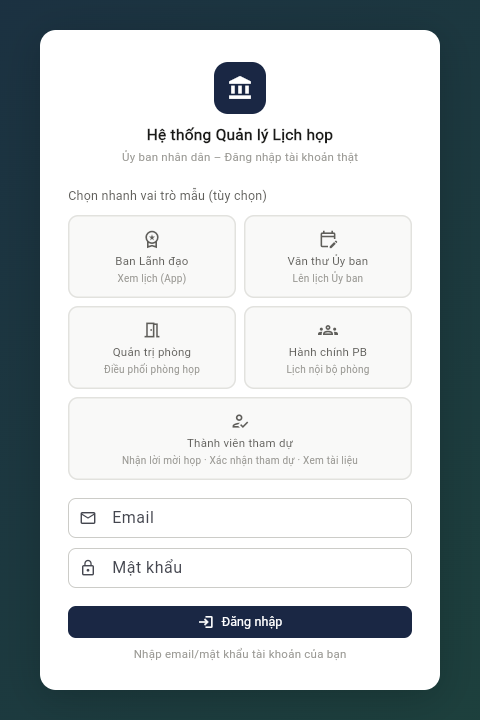 Hệ thống Quản lý Lịch họp
Ủy ban nhân dân – Đăng nhập tài khoản thật
Chọn nhanh vai trò mẫu (tùy chọn)
Ban Lãnh đạo
Xem lịch (App)
Văn thư Ủy ban
Lên lịch Ủy ban
Quản trị phòng
Điều phối phòng họp
Hành chính PB
Lịch nội bộ phòng
Thành viên tham dự
Nhận lời mời họp · Xác nhận tham dự · Xem tài liệu
Email
Mật khẩu
Đăng nhập
Nhập email/mật khẩu tài khoản của bạn